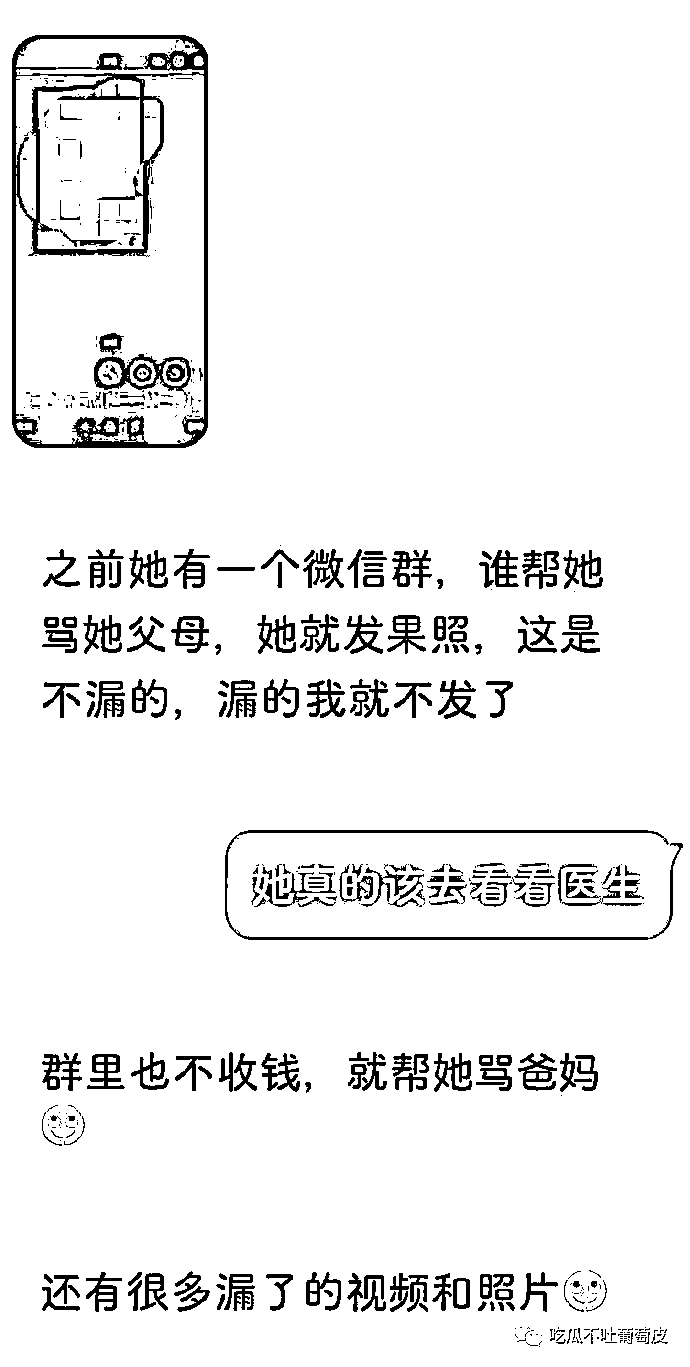 之前她有一个微信群，谁帮她
骂她父母，她就发果照，这是
不漏的，漏的我就不发了
她真的该去看看医生
群里也不收钱，就帮她骂爸妈
还有很多漏了的视频和照片
吃瓜不吐葡萄皮